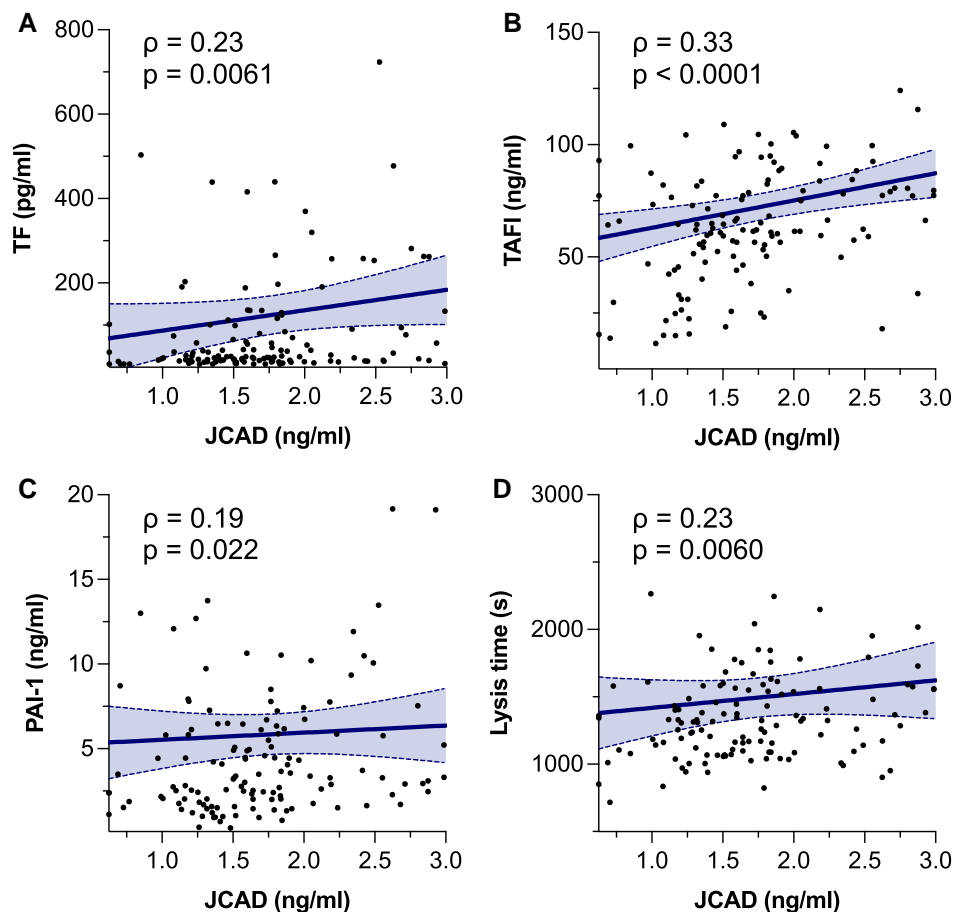 A
ρ = 0.23
p = 0.0061
800
600
400
200
TF (pg/ml)
1.0 1.5 2.0 2.5 3.0
JCAD (ng/ml)
B
ρ = 0.33
p < 0.0001
150
100
50
TAFI (ng/ml)
1.0 1.5 2.0 2.5 3.0
JCAD (ng/ml)
C
ρ = 0.19
p = 0.022
20
15
10
5
PAI-1 (ng/ml)
1.0 1.5 2.0 2.5 3.0
JCAD (ng/ml)
D
ρ = 0.23
p = 0.0060
3000
2000
1000
Lysis time (s)
1.0 1.5 2.0 2.5 3.0
JCAD (ng/ml)